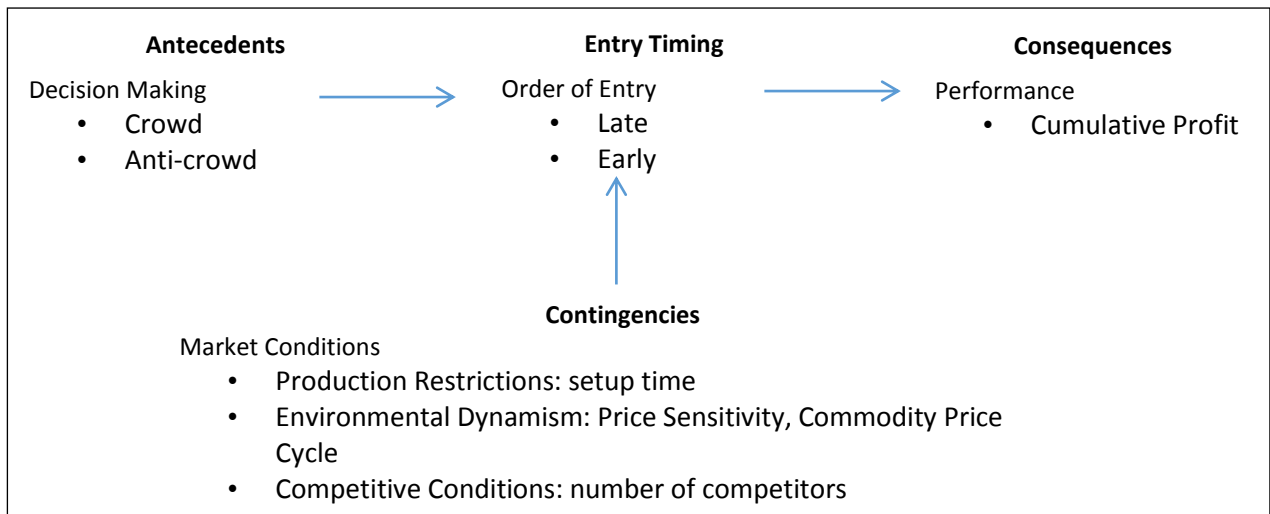 Antecedents
Decision Making
• Crowd
• Anti-crowd
Entry Timing
Order of Entry
• Late
• Early
Consequences
Performance
• Cumulative Profit
Contingencies
Market Conditions
• Production Restrictions: setup time
• Environmental Dynamism: Price Sensitivity, Commodity Price
Cycle
• Competitive Conditions: number of competitors